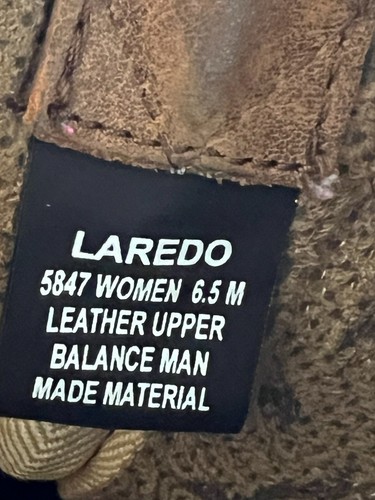 LAREDO
5847 WOMEN 6.5 M
LEATHER UPPER
BALANCE MAN
MADE MATERIAL